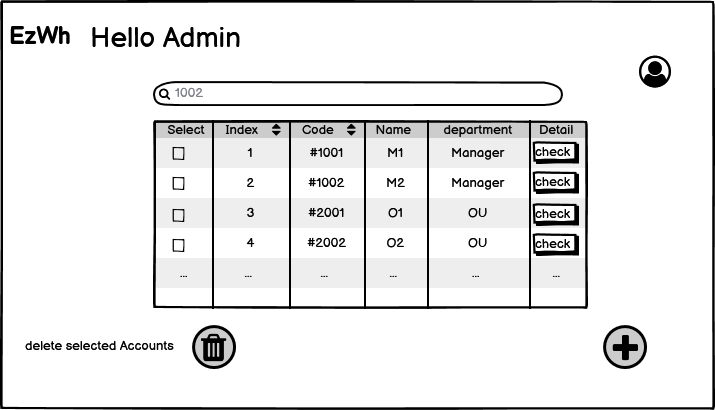 EzWh Hello Admin
1002
Select Index Code Name department Detail
1 #1001 M1 Manager check
2 #1002 M2 Manager check
3 #2001 O1 OU check
4 #2002 O2 OU check
... ... ... ... ... ...
delete selected Accounts